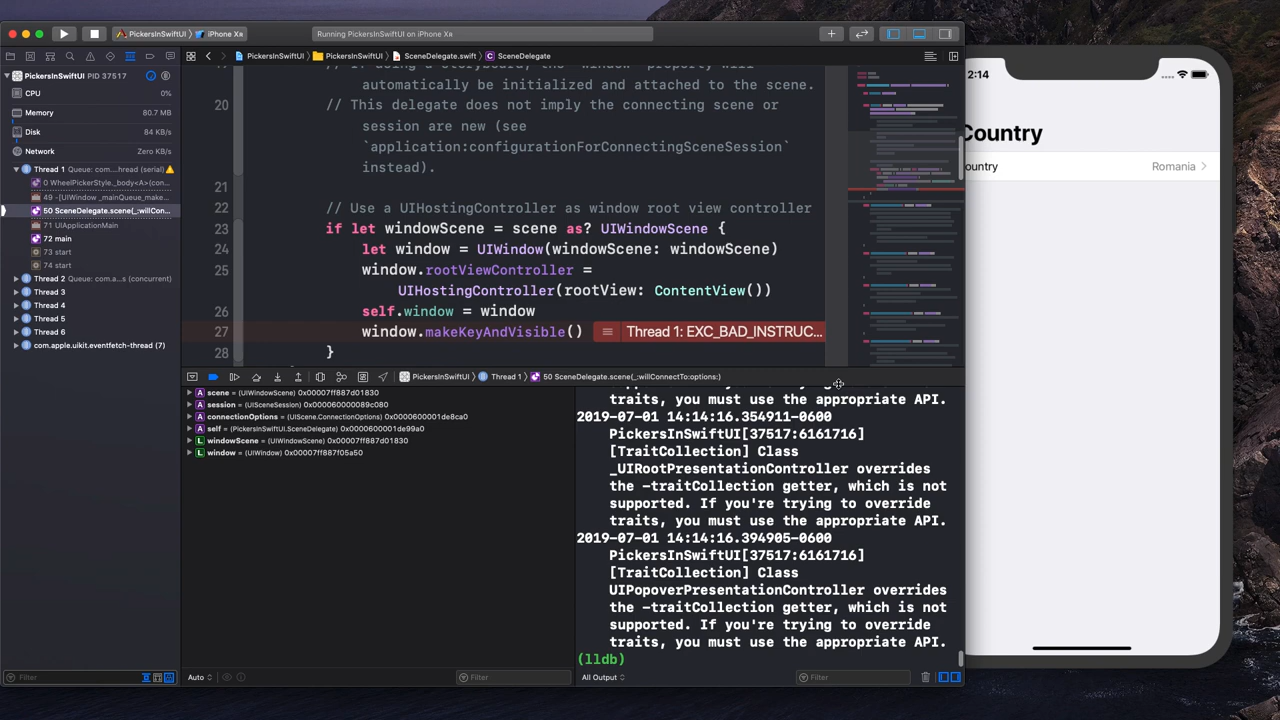 PickersInSwiftUI
iPhone Xʀ
Running PickersInSwiftUI on iPhone Xʀ
PickersInSwiftUI
PickersInSwiftUI
SceneDelegate.swift
SceneDelegate
PickersInSwiftUI PID 37517
CPU 0%
Memory 80.7 MB
Disk 84 KB/s
Network Zero KB/s
Thread 1 Queue: com....hread (serial)
0 WheelPickerStyle._body<A>(con...
49 -[UIWindow _mainQueue_make...
50 SceneDelegate.scene(_:willCon...
71 UIApplicationMain
72 main
73 start
74 start
Thread 2 Queue: com.a...s (concurrent)
Thread 3
Thread 4
Thread 5
Thread 6
com.apple.uikit.eventfetch-thread (7)
automatically be initialized and attached to the scene.
20 // This delegate does not imply the connecting scene or
session are new (see
`application:configurationForConnectingSceneSession`
instead).
21
22 // Use a UIHostingController as window root view controller
23 if let windowScene = scene as? UIWindowScene {
24 let window = UIWindow(windowScene: windowScene)
25 window.rootViewController =
UIHostingController(rootView: ContentView())
26 self.window = window
27 window.makeKeyAndVisible() Thread 1: EXC_BAD_INSTRUC...
28 }
PickersInSwiftUI
Thread 1
50 SceneDelegate.scene(_:willConnectTo:options:)
A scene = (UIWindowScene) 0x00007ff887d01830
A session = (UISceneSession) 0x000060000089c080
A connectionOptions = (UIScene.ConnectionOptions) 0x0000600001de8ca0
A self = (PickersInSwiftUI.SceneDelegate) 0x0000600001de99a0
L windowScene = (UIWindowScene) 0x00007ff887d01830
L window = (UIWindow) 0x00007ff887f05a50
traits, you must use the appropriate API.
2019-07-01 14:14:16.354911-0600
PickersInSwiftUI[37517:6161716]
[TraitCollection] Class
_UIRootPresentationController overrides
the -traitCollection getter, which is not
supported. If you're trying to override
traits, you must use the appropriate API.
2019-07-01 14:14:16.394905-0600
PickersInSwiftUI[37517:6161716]
[TraitCollection] Class
UIPopoverPresentationController overrides
the -traitCollection getter, which is not
supported. If you're trying to override
traits, you must use the appropriate API.
(lldb)
Filter
Auto
Filter
All Output
Filter
2:14
Country
ountry
Romania